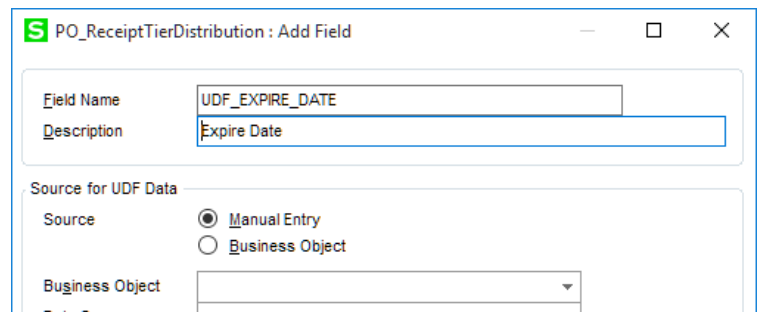 S PO_ReceiptTierDistribution : Add Field
Field Name UDF_EXPIRE_DATE
Description Expire Date
Source for UDF Data
Source Manual Entry
Business Object
Business Object